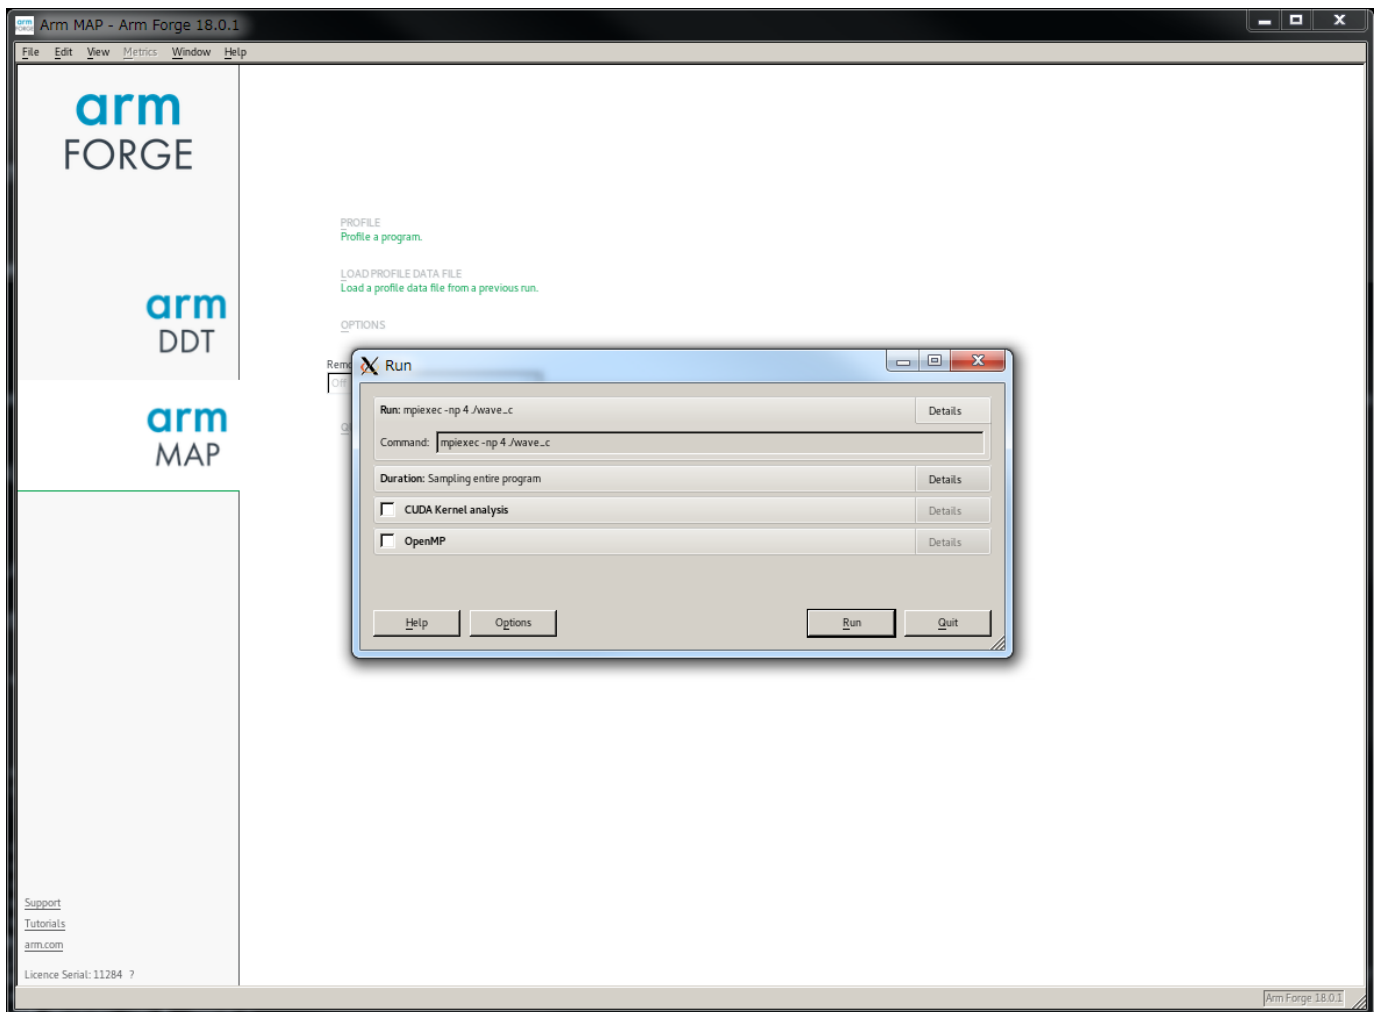 arm FORGE Arm MAP - Arm Forge 18.0.1
File Edit View Metrics Window Help
arm
FORGE
PROFILE
Profile a program.
LOAD PROFILE DATA FILE
Load a profile data file from a previous run.
OPTIONS
arm
DDT
arm
MAP
Off
Run
Run: mpiexec -np 4 ./wave_c
Details
Command: mpiexec -np 4 ./wave_c
Duration: Sampling entire program
Details
CUDA Kernel analysis
Details
OpenMP
Details
Help
Options
Run
Quit
Support
Tutorials
arm.com
Licence Serial: 11284 ?
Arm Forge 18.0.1